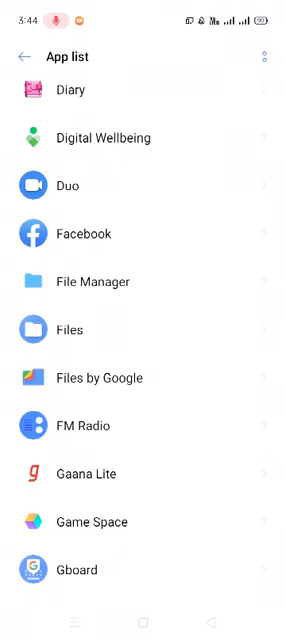 3:44 90
App list
Diary
Digital Wellbeing
Duo
Facebook
File Manager
Files
Files by Google
FM Radio
Gaana Lite
Game Space
Gboard